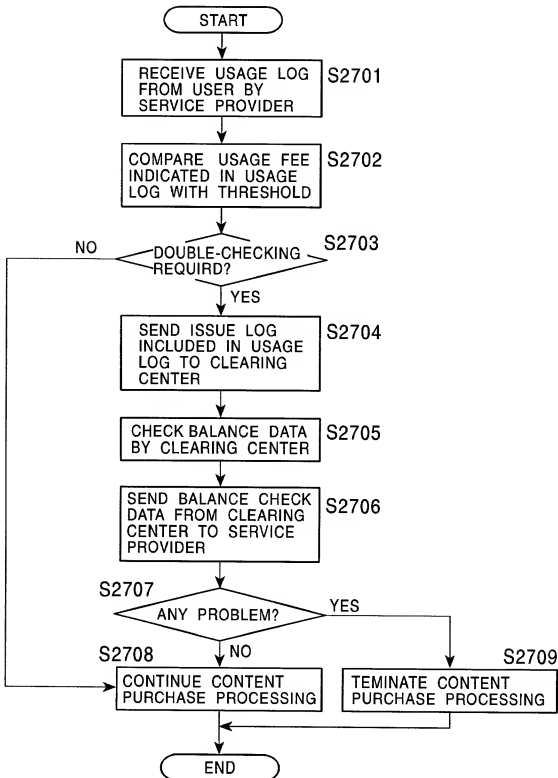 START
RECEIVE USAGE LOG
FROM USER BY
SERVICE PROVIDER
S2701
COMPARE USAGE FEE
INDICATED IN USAGE
LOG WITH THRESHOLD
S2702
NO
DOUBLE-CHECKING
REQUIRD?
S2703
YES
SEND ISSUE LOG
INCLUDED IN USAGE
LOG TO CLEARING
CENTER
S2704
CHECK BALANCE DATA
BY CLEARING CENTER
S2705
SEND BALANCE CHECK
DATA FROM CLEARING
CENTER TO SERVICE
PROVIDER
S2706
S2707
ANY PROBLEM?
YES
NO
S2708
CONTINUE CONTENT
PURCHASE PROCESSING
S2709
TEMINATE CONTENT
PURCHASE PROCESSING
END